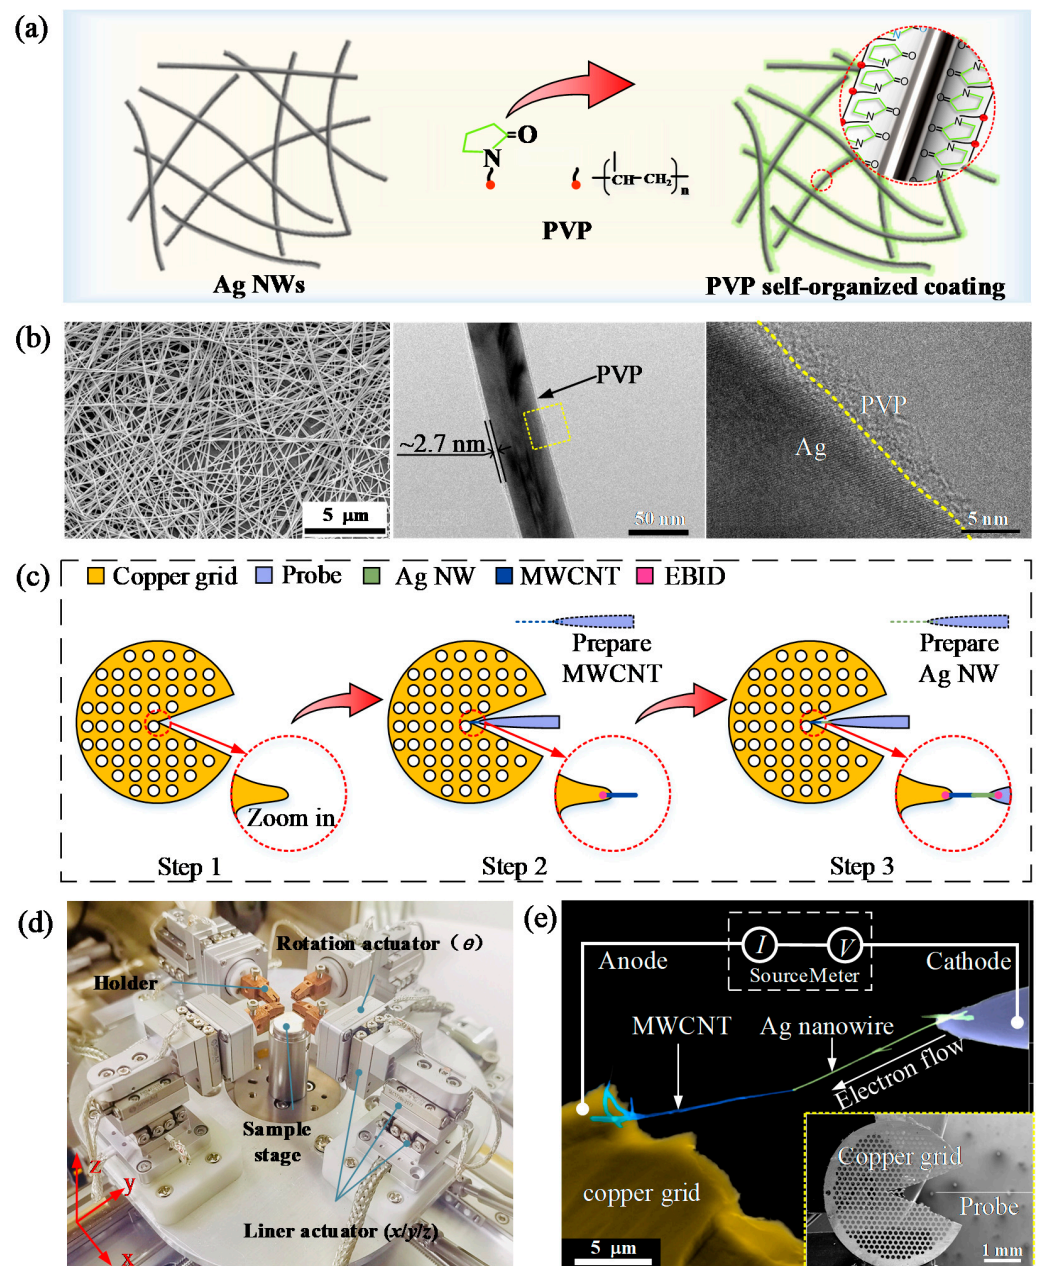 (a)
O
N
CH
CH2
n
PVP
Ag NWs
PVP self-organized coating
(b)
5 μm
PVP
~2.7 nm
50 nm
PVP
Ag
5 nm
(c)
Copper grid
Probe
Ag NW
MWCNT
EBID
Prepare
MWCNT
Prepare
Ag NW
Zoom in
Step 1
Step 2
Step 3
(d)
Rotation actuator (θ)
Holder
Sample
stage
Liner actuator (x/y/z)
z
y
x
(e)
I
V
SourceMeter
Anode
Cathode
MWCNT
Ag nanowire
Electron flow
copper grid
5 μm
Copper grid
Probe
1 mm